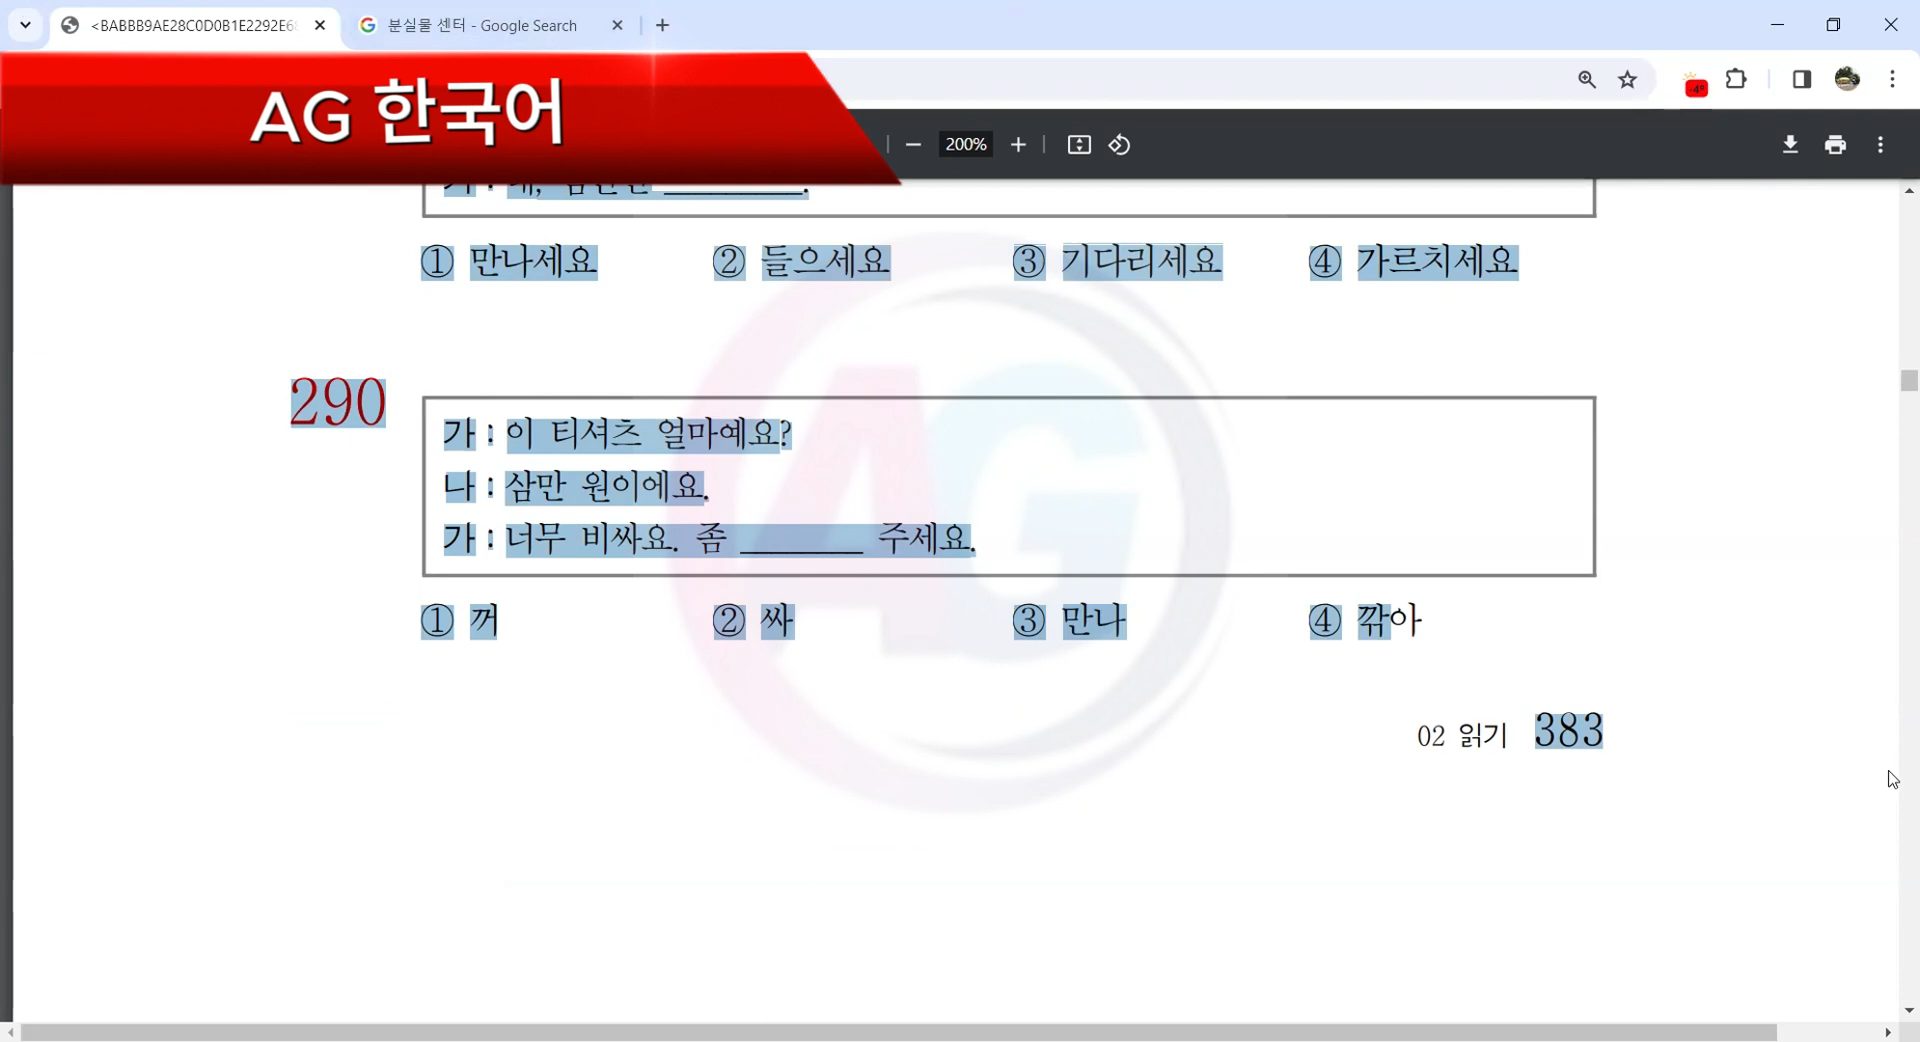 <BABBB9AE28C0D0B1E2292E68
분실물 센터 - Google Search
AG 한국어
200%
① 만나세요 ② 들으세요 ③ 기다리세요 ④ 가르치세요
290
가 : 이 티셔츠 얼마예요?
나 : 삼만 원이에요.
가 : 너무 비싸요. 좀 ________ 주세요.
① 꺼 ② 싸 ③ 만나 ④ 깎아
02 읽기 383
AG